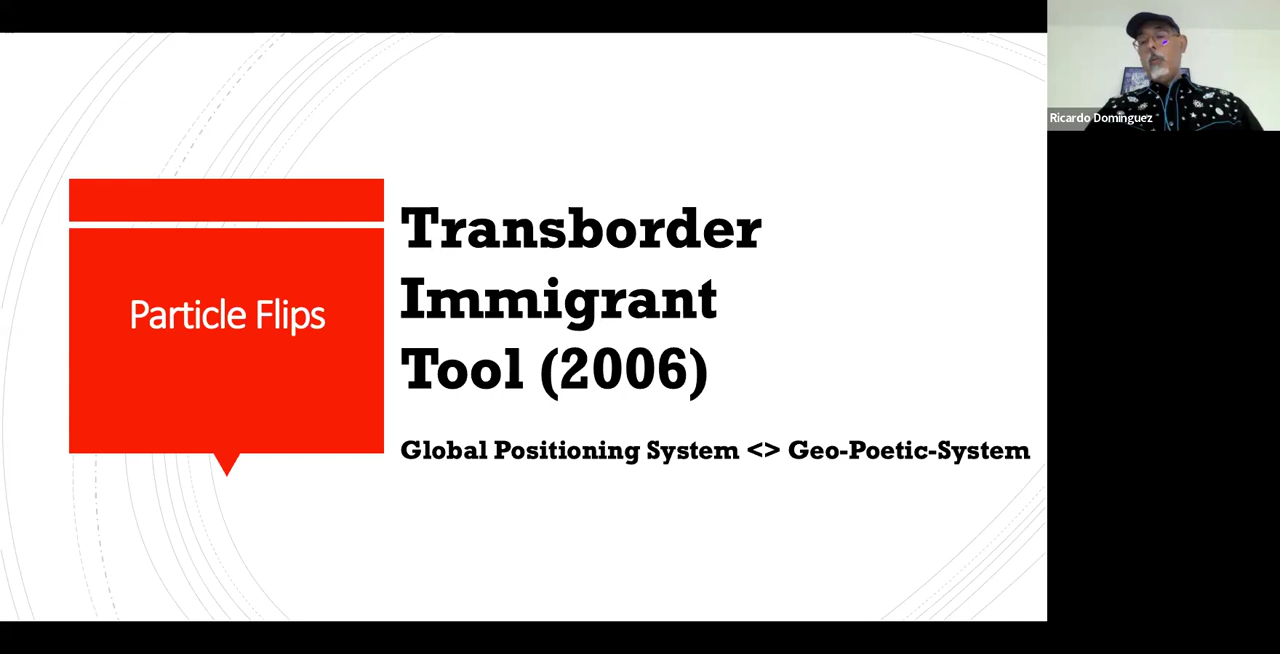 Particle Flips
Transborder
Immigrant
Tool (2006)
Global Positioning System <> Geo-Poetic-System
Ricardo Dominguez